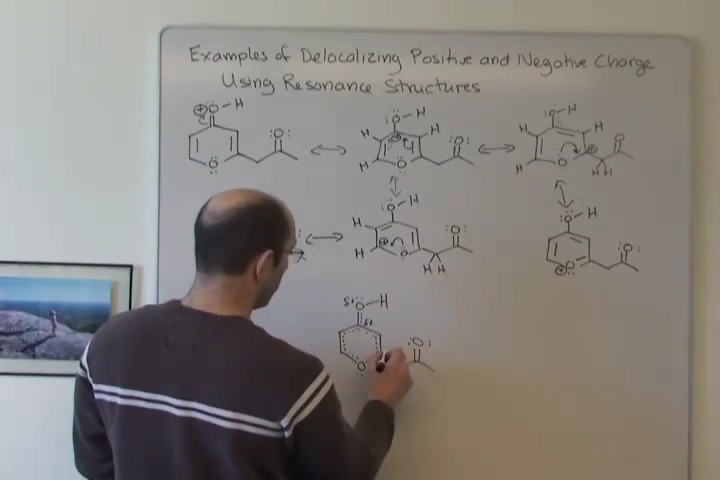 Examples of Delocalizing Positive and Negative Charge
Using Resonance Structures
⊕ :O-H
:O:
O
:O-H
H
H
H
⊕
O
:O:
:O-H
H
H
H
O
⊕
O
H H
H
H
:O-H
⊕
O
:O:
H H
:O-H
⊕
O
:O:
δ+ O-H
δ+
O
:O: